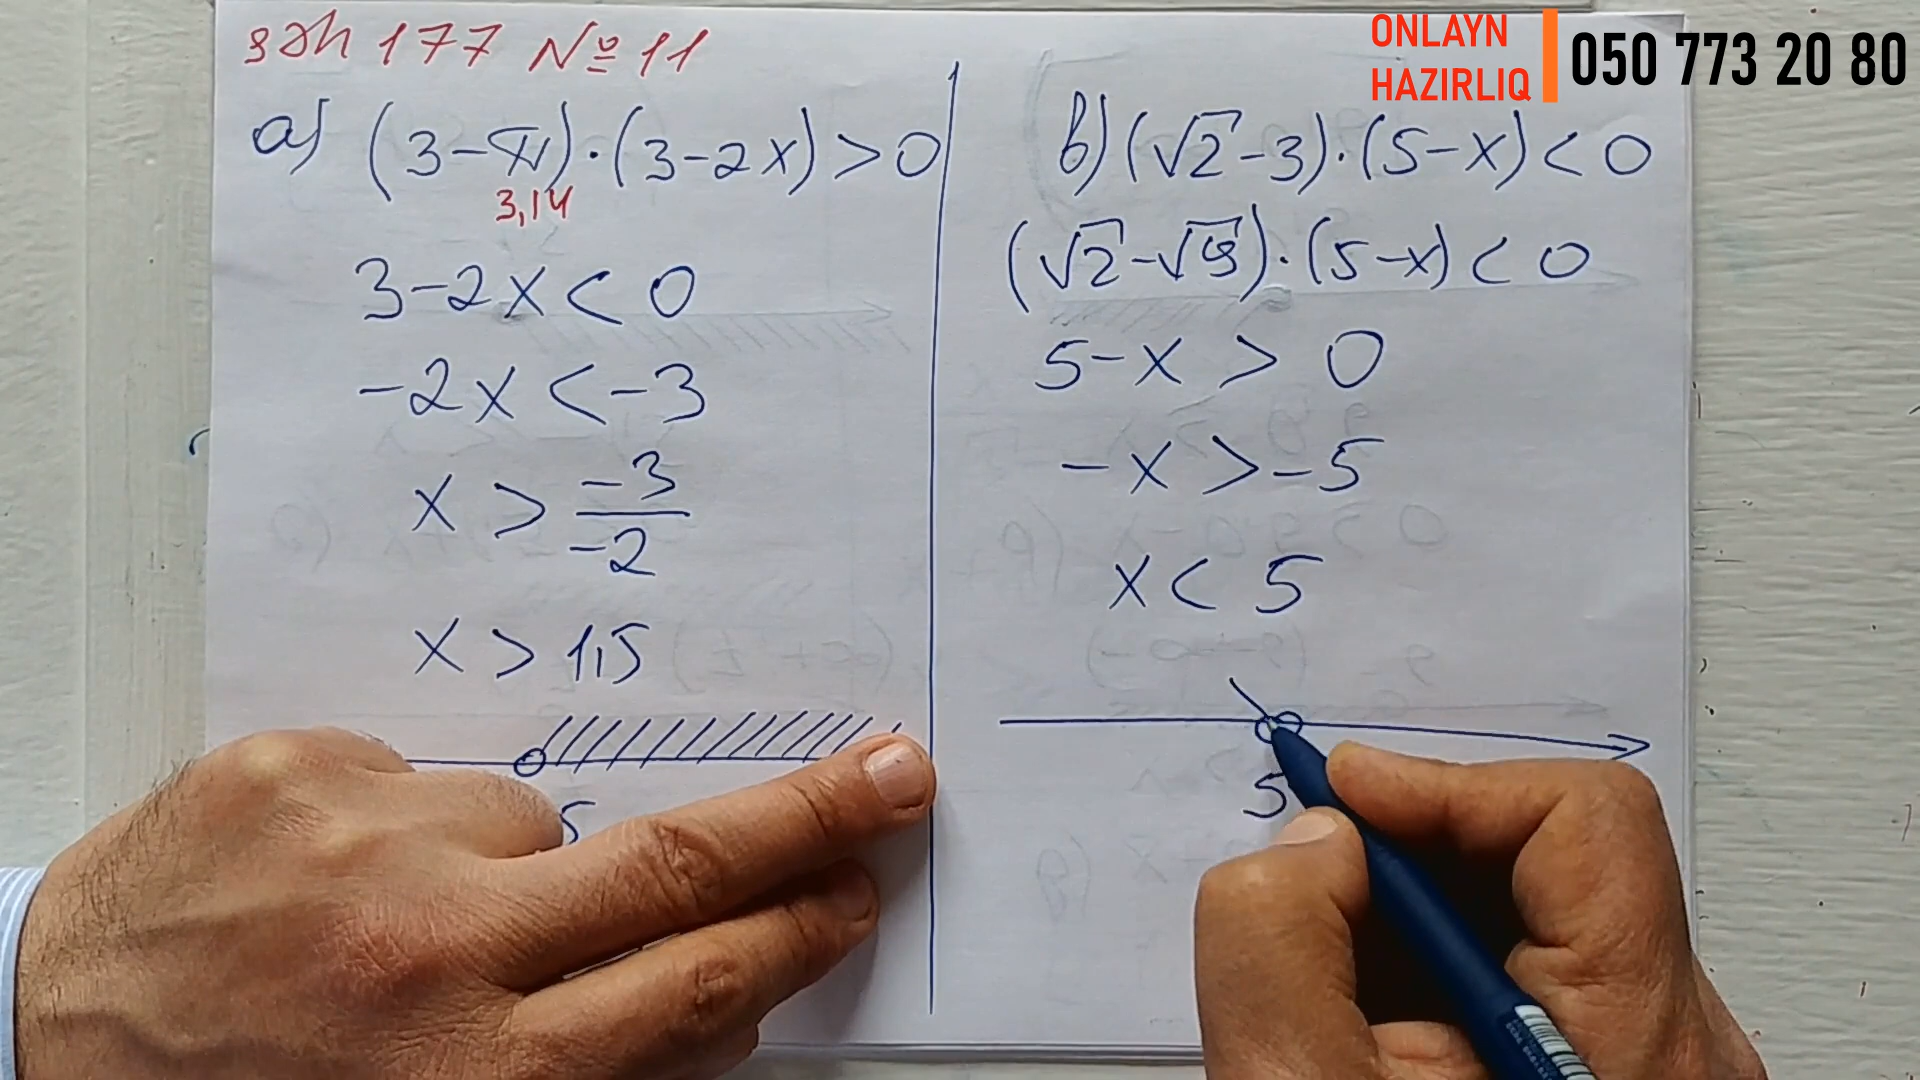 ONLAYN
HAZIRLIQ
050 773 20 80
səh 177 № 11
a) (3-π)·(3-2x)>0
3,14
3-2x<0
-2x<-3
x > -3/-2
x > 1,5
5
b) (√2-3)·(5-x)<0
(√2-√9)·(5-x)<0
5-x > 0
-x >-5
x < 5
5